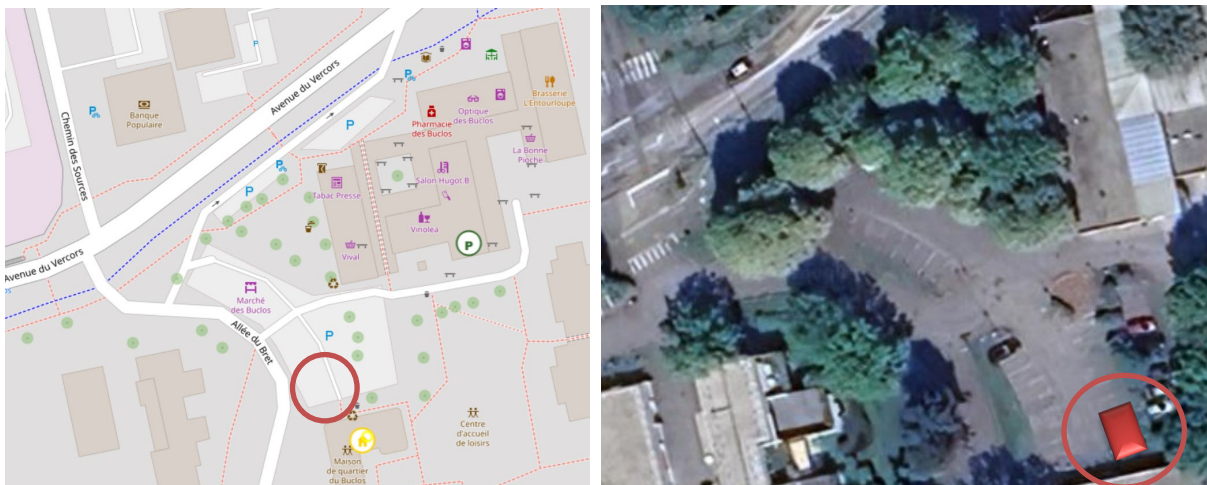 Avenue du Vercors
Chemin des Sources
P
P
Banque
Populaire
P
P
P
Brasserie
L'Entourloupe
Optique
des Buclos
Pharmacie
des Buclos
La Bonne
Pioche
Salon Hugot B
Tabac Presse
Vinoléa
Vival
P
Avenue du Vercors
Marché
des Buclos
Allée du Bret
P
Centre
d'accueil
de loisirs
Maison
de quartier
du Buclos